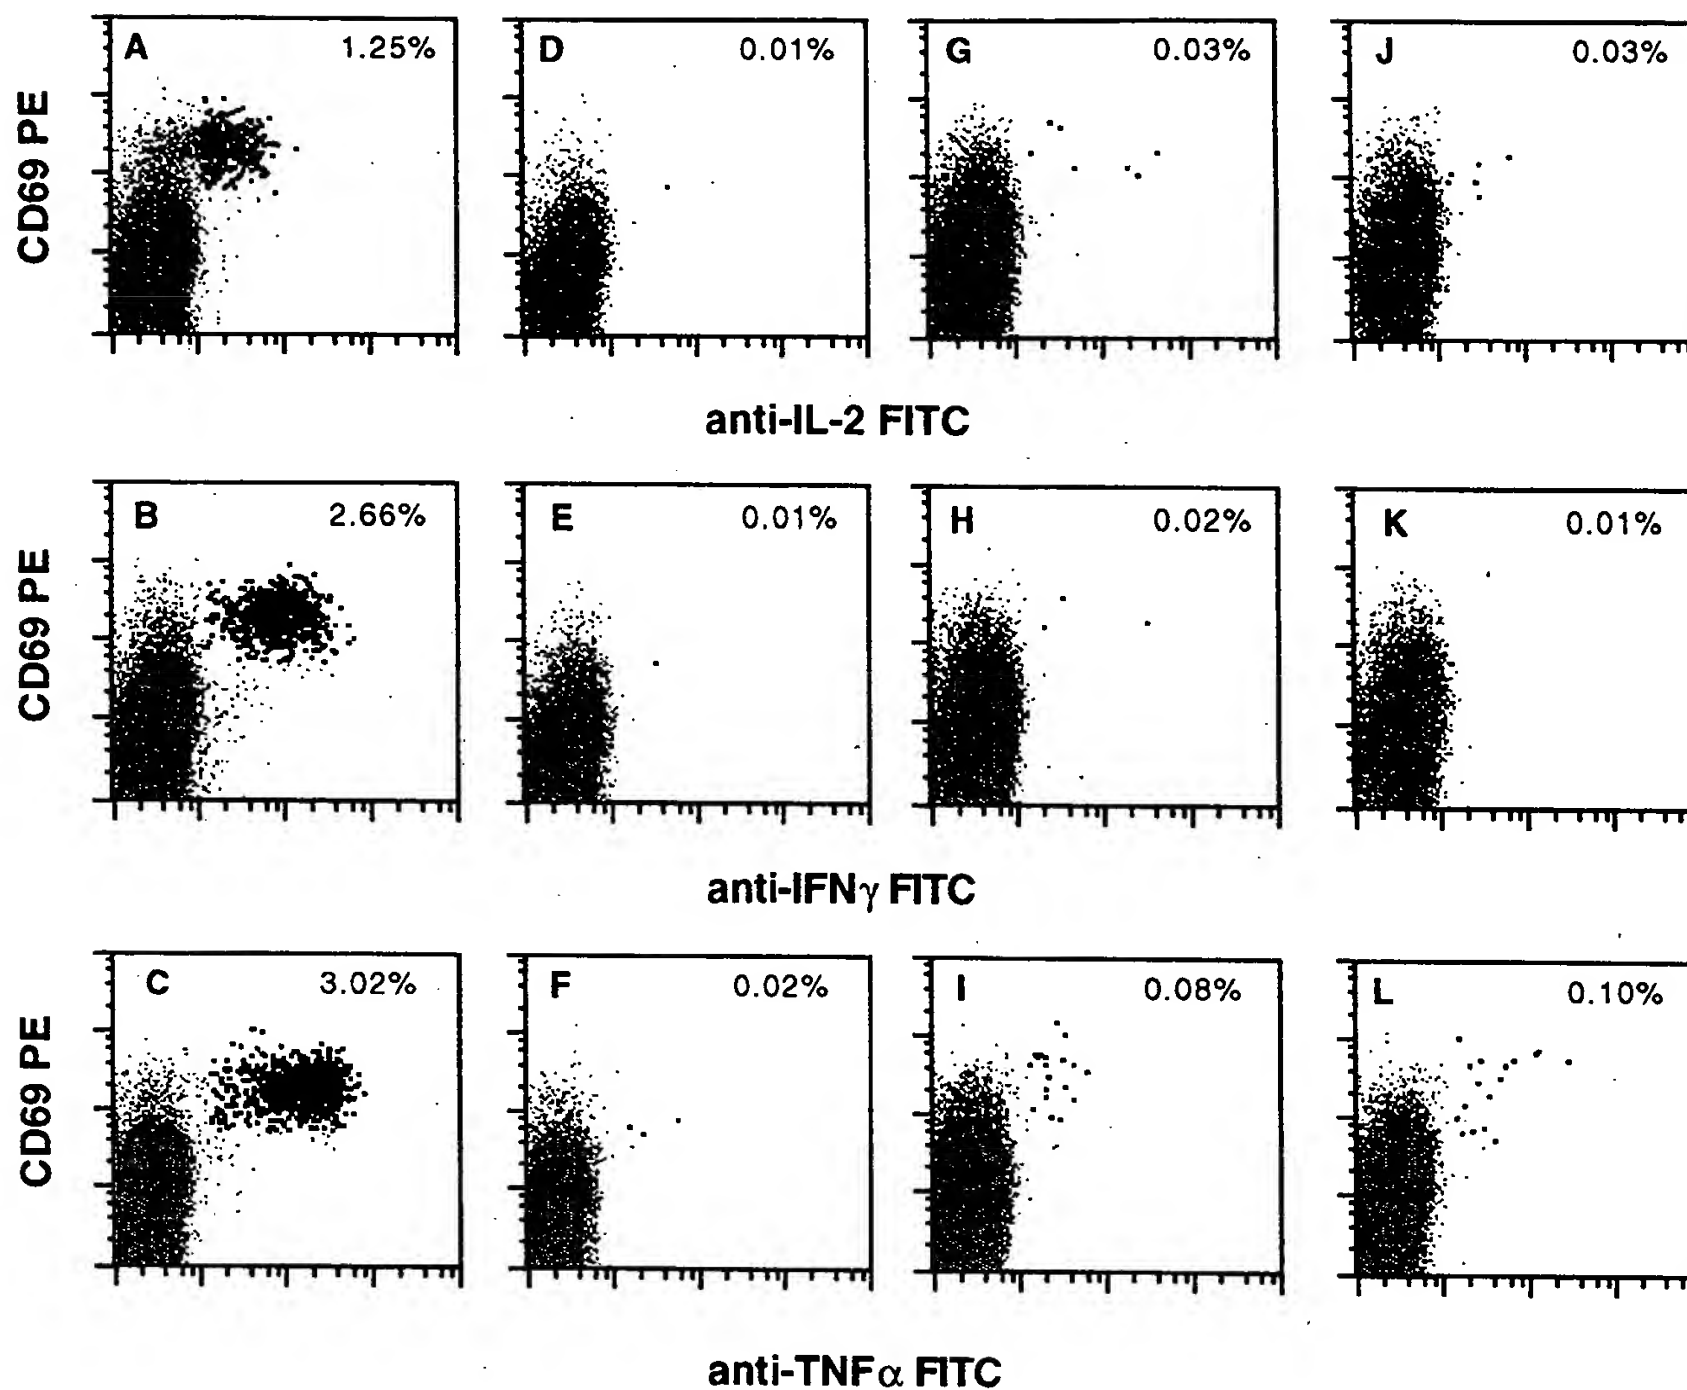 A 1.25% D 0.01% G 0.03% J 0.03%
CD69 PE
anti-IL-2 FITC
B 2.66% E 0.01% H 0.02% K 0.01%
CD69 PE
anti-IFNγ FITC
C 3.02% F 0.02% I 0.08% L 0.10%
CD69 PE
anti-TNFα FITC